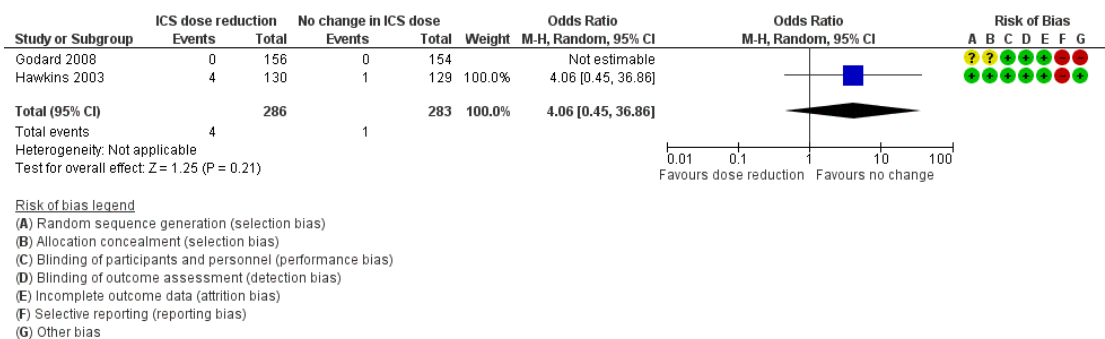 ICS dose reduction No change in ICS dose Odds Ratio Odds Ratio Risk of Bias
Study or Subgroup Events Total Events Total Weight M-H, Random, 95% CI M-H, Random, 95% CI A B C D E F G
Godard 2008 0 156 0 154 Not estimable ? ? + + + - -
Hawkins 2003 4 130 1 129 100.0% 4.06 [0.45, 36.86] + + + + + - +
Total (95% CI) 286 283 100.0% 4.06 [0.45, 36.86]
Total events 4 1
Heterogeneity: Not applicable
Test for overall effect: Z = 1.25 (P = 0.21)
0.01 0.1 1 10 100
Favours dose reduction Favours no change
Risk of bias legend
(A) Random sequence generation (selection bias)
(B) Allocation concealment (selection bias)
(C) Blinding of participants and personnel (performance bias)
(D) Blinding of outcome assessment (detection bias)
(E) Incomplete outcome data (attrition bias)
(F) Selective reporting (reporting bias)
(G) Other bias